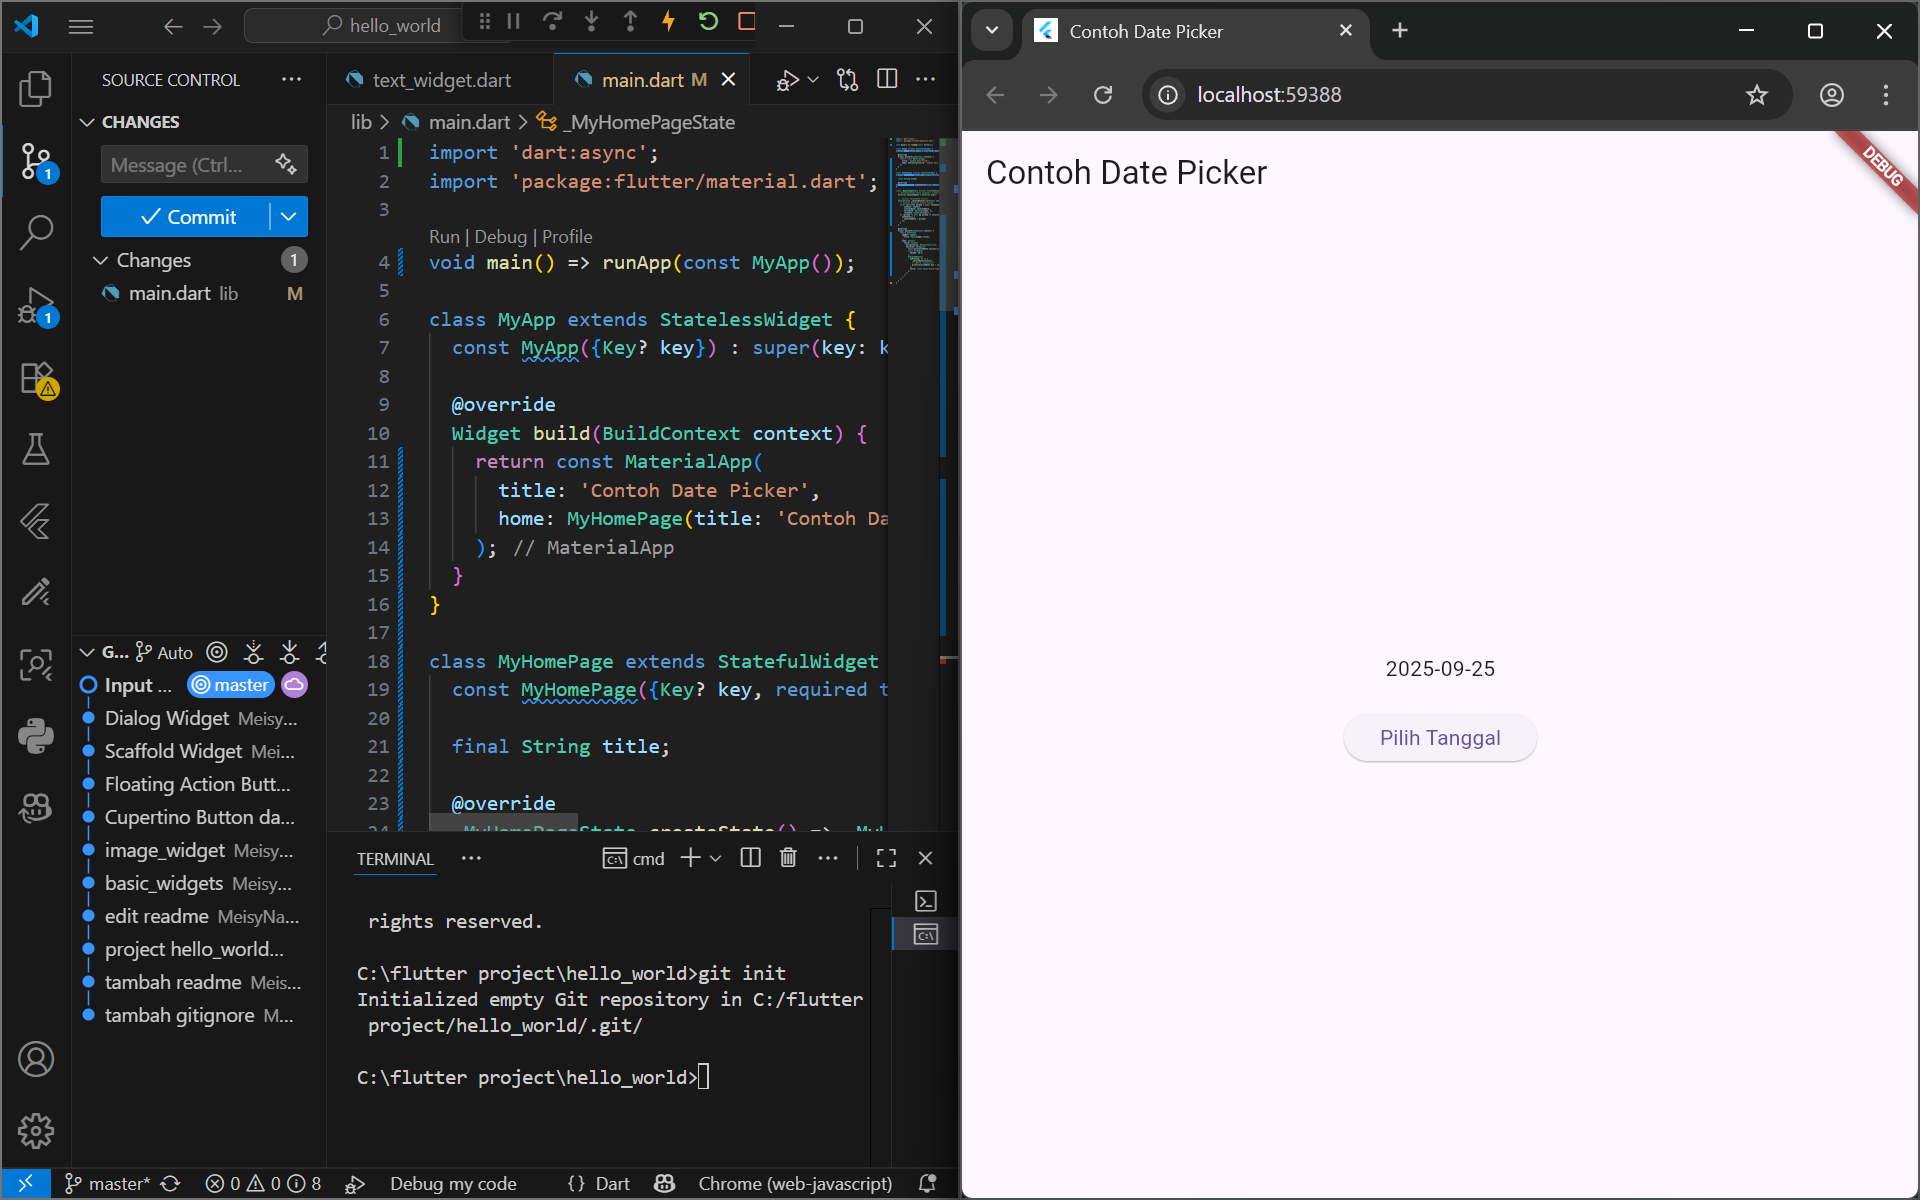 hello_world
SOURCE CONTROL
CHANGES
Message (Ctrl...
Commit
Changes 1
main.dart lib M
1
1
G... Auto
Input ... master
Dialog Widget Meisy...
Scaffold Widget Mei...
Floating Action Butt...
Cupertino Button da...
image_widget Meisy...
basic_widgets Meisy...
edit readme MeisyNa...
project hello_world...
tambah readme Meis...
tambah gitignore M...
text_widget.dart
main.dart M
lib > main.dart > _MyHomePageState
1 import 'dart:async';
2 import 'package:flutter/material.dart';
3
Run | Debug | Profile
4 void main() => runApp(const MyApp());
5
6 class MyApp extends StatelessWidget {
7 const MyApp({Key? key}) : super(key: k
8
9 @override
10 Widget build(BuildContext context) {
11 return const MaterialApp(
12 title: 'Contoh Date Picker',
13 home: MyHomePage(title: 'Contoh Da
14 ); // MaterialApp
15 }
16 }
17
18 class MyHomePage extends StatefulWidget
19 const MyHomePage({Key? key, required t
20
21 final String title;
22
23 @override
24 _MyHomePageState createState() => _MyH
TERMINAL
cmd
rights reserved.
C:\flutter project\hello_world>git init
Initialized empty Git repository in C:/flutter
project/hello_world/.git/
C:\flutter project\hello_world>
master* 0 0 8 Debug my code {} Dart Chrome (web-javascript)
Contoh Date Picker
localhost:59388
Contoh Date Picker
DEBUG
2025-09-25
Pilih Tanggal